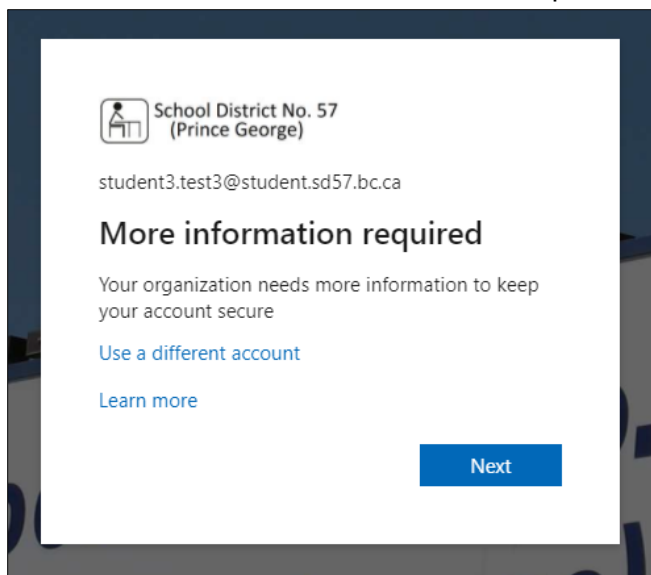 School District No. 57
(Prince George)
student3.test3@student.sd57.bc.ca
More information required
Your organization needs more information to keep
your account secure
Use a different account
Learn more
Next